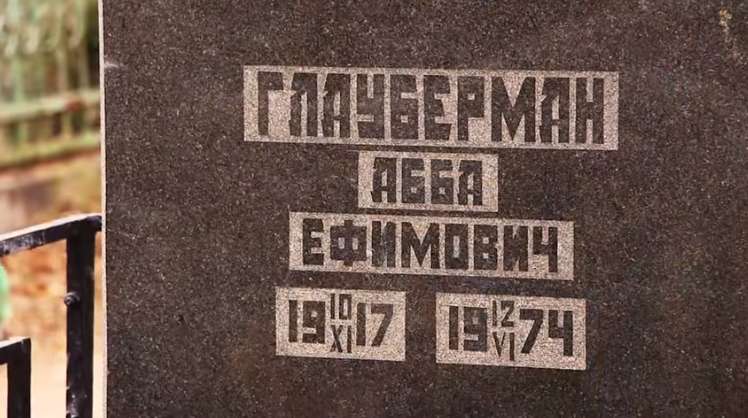 ГЛАУБЕРМАН
АББА
ЕФИМОВИЧ
19 10/XI 17 19 12/VI 74